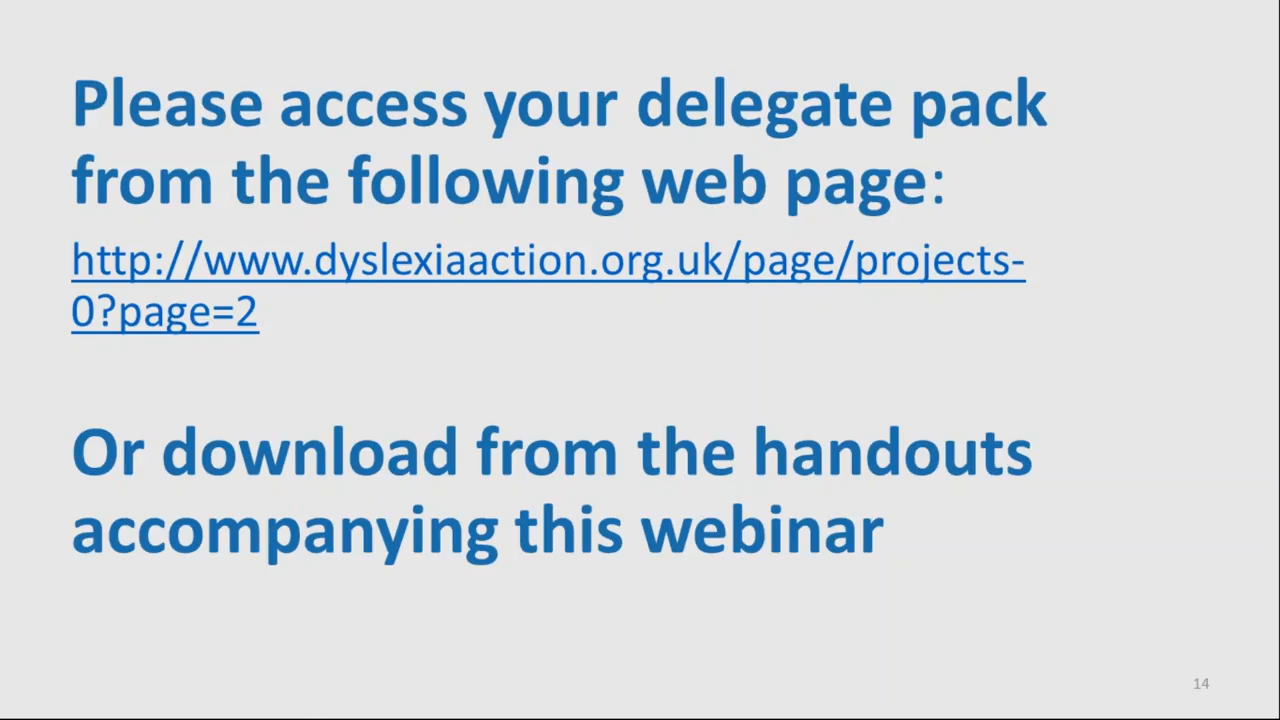 Please access your delegate pack
from the following web page:
http://www.dyslexiaaction.org.uk/page/projects-
0?page=2
Or download from the handouts
accompanying this webinar
14